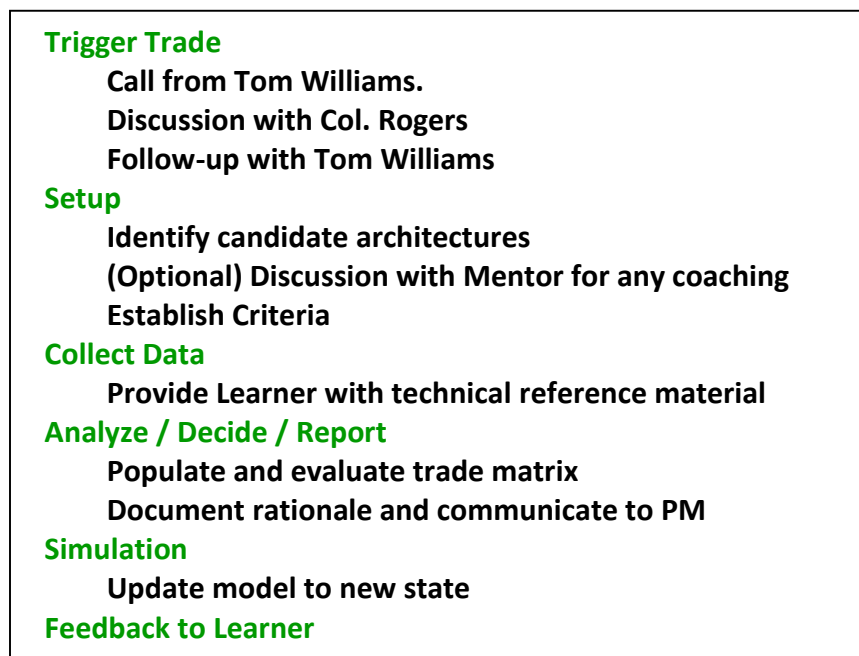 Trigger Trade
Call from Tom Williams.
Discussion with Col. Rogers
Follow-up with Tom Williams
Setup
Identify candidate architectures
(Optional) Discussion with Mentor for any coaching
Establish Criteria
Collect Data
Provide Learner with technical reference material
Analyze / Decide / Report
Populate and evaluate trade matrix
Document rationale and communicate to PM
Simulation
Update model to new state
Feedback to Learner